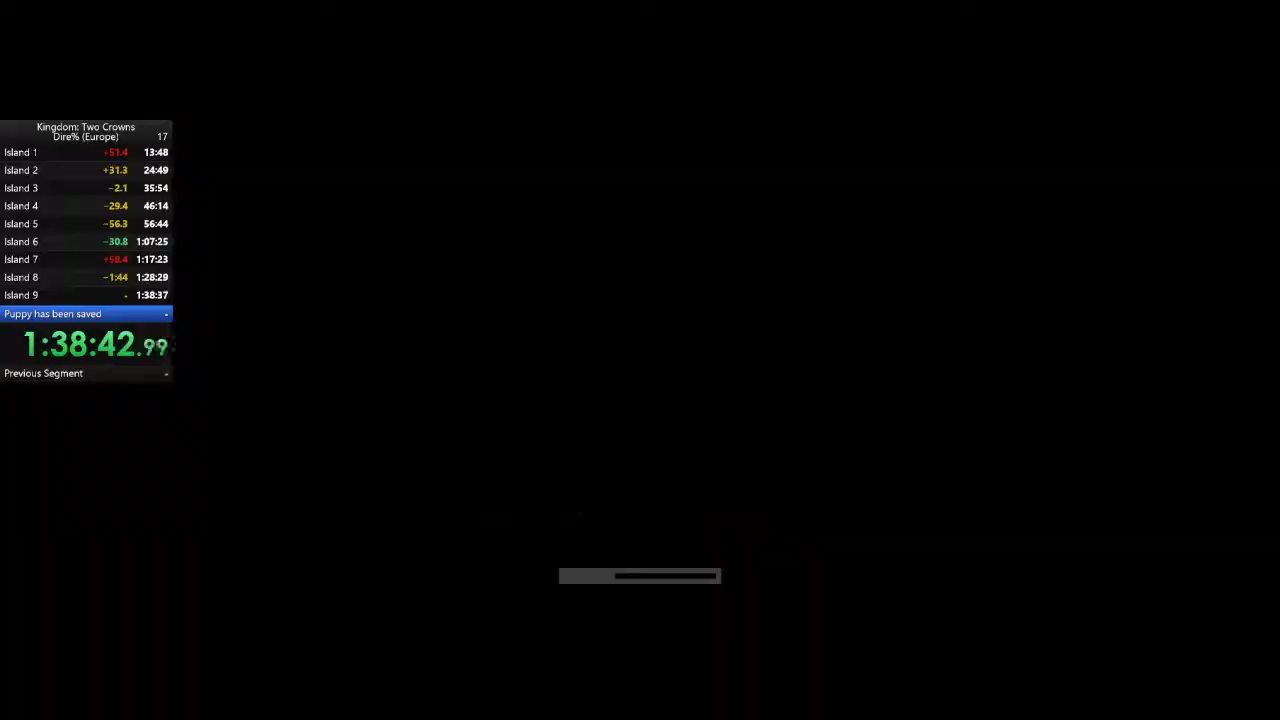 Kingdom: Two Crowns
Dire% (Europe) 17
Island 1 +51.4 13:48
Island 2 +31.3 24:49
Island 3 −2.1 35:54
Island 4 −29.4 46:14
Island 5 −56.3 56:44
Island 6 −30.8 1:07:25
Island 7 +58.4 1:17:23
Island 8 −1:44 1:28:29
Island 9 - 1:38:37
Puppy has been saved -
1:38:42.99
Previous Segment -